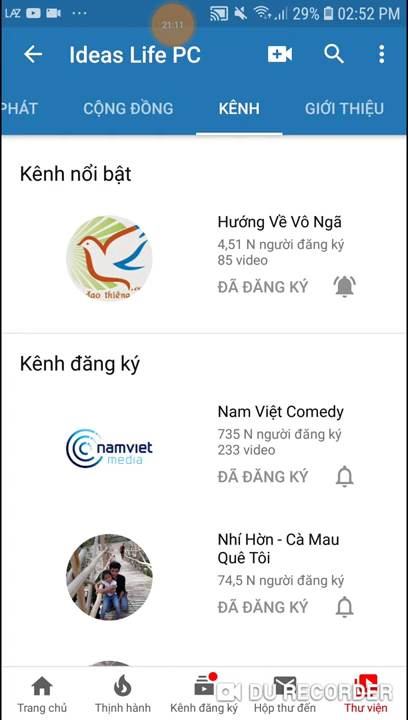 LAZ
21:11
29% 02:52 PM
Ideas Life PC
PHÁT CỘNG ĐỒNG KÊNH GIỚI THIỆU
Kênh nổi bật
Hướng Về Vô Ngã
4,51 N người đăng ký
85 video
ĐÃ ĐĂNG KÝ
đạo thiêng
Kênh đăng ký
Nam Việt Comedy
735 N người đăng ký
233 video
ĐÃ ĐĂNG KÝ
namviet
media
Nhí Hờn - Cà Mau
Quê Tôi
74,5 N người đăng ký
ĐÃ ĐĂNG KÝ
DU RECORDER
Trang chủ Thịnh hành Kênh đăng ký Hộp thư đến Thư viện